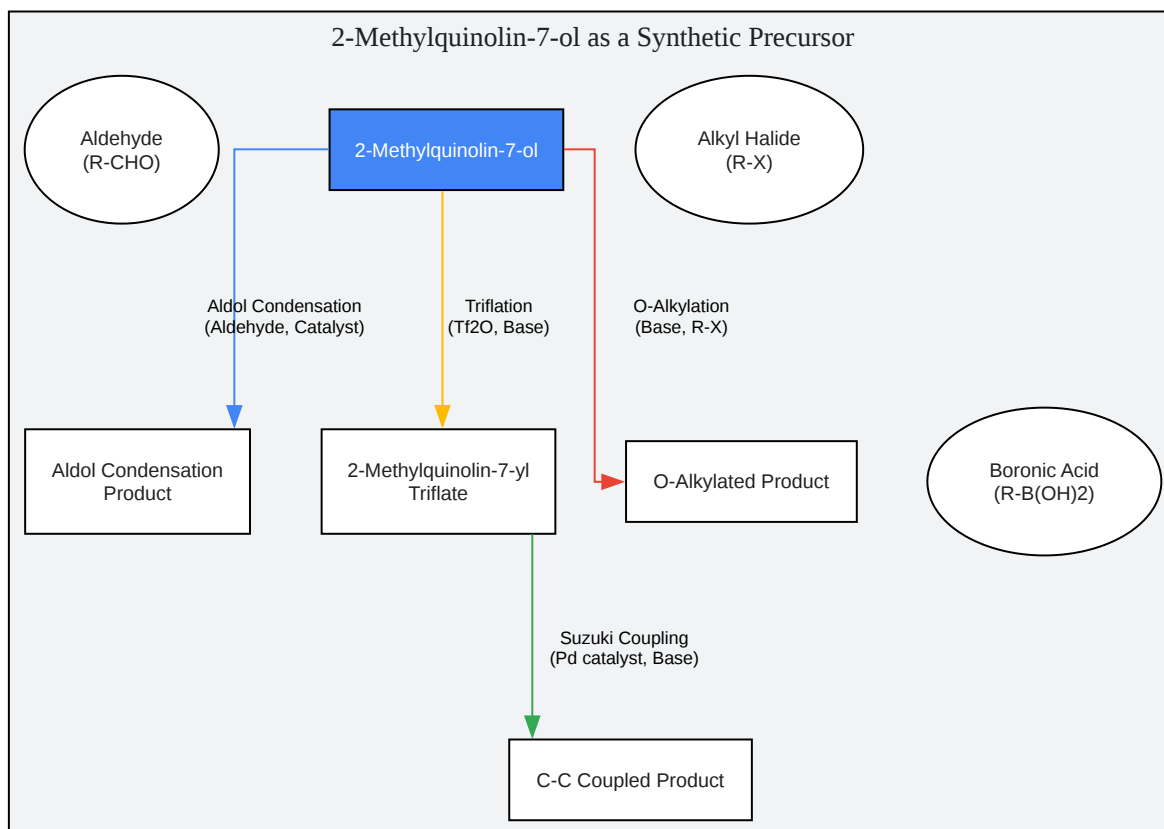 2-Methylquinolin-7-ol as a Synthetic Precursor
Aldehyde
(R-CHO)
2-Methylquinolin-7-ol
Alkyl Halide
(R-X)
Aldol Condensation
(Aldehyde, Catalyst)
Triflation
(Tf2O, Base)
O-Alkylation
(Base, R-X)
Aldol Condensation
Product
2-Methylquinolin-7-yl
Triflate
O-Alkylated Product
Boronic Acid
(R-B(OH)2)
Suzuki Coupling
(Pd catalyst, Base)
C-C Coupled Product